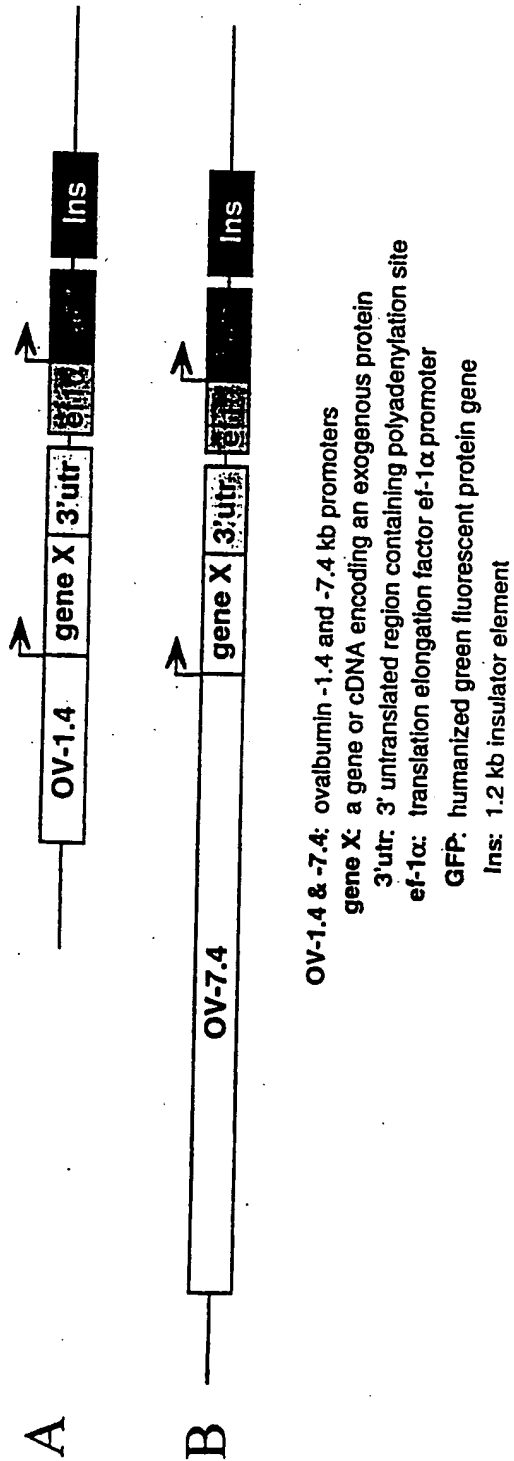 A
OV-1.4 gene X 3'utr ef-1α Ins
B
OV-7.4 gene X 3'utr Ins
OV-1.4 & -7.4: ovalbumin -1.4 and -7.4 kb promoters
gene X: a gene or cDNA encoding an exogenous protein
3'utr: 3' untranslated region containing polyadenylation site
ef-1α: translation elongation factor ef-1α promoter
GFP: humanized green fluorescent protein gene
Ins: 1.2 kb insulator element